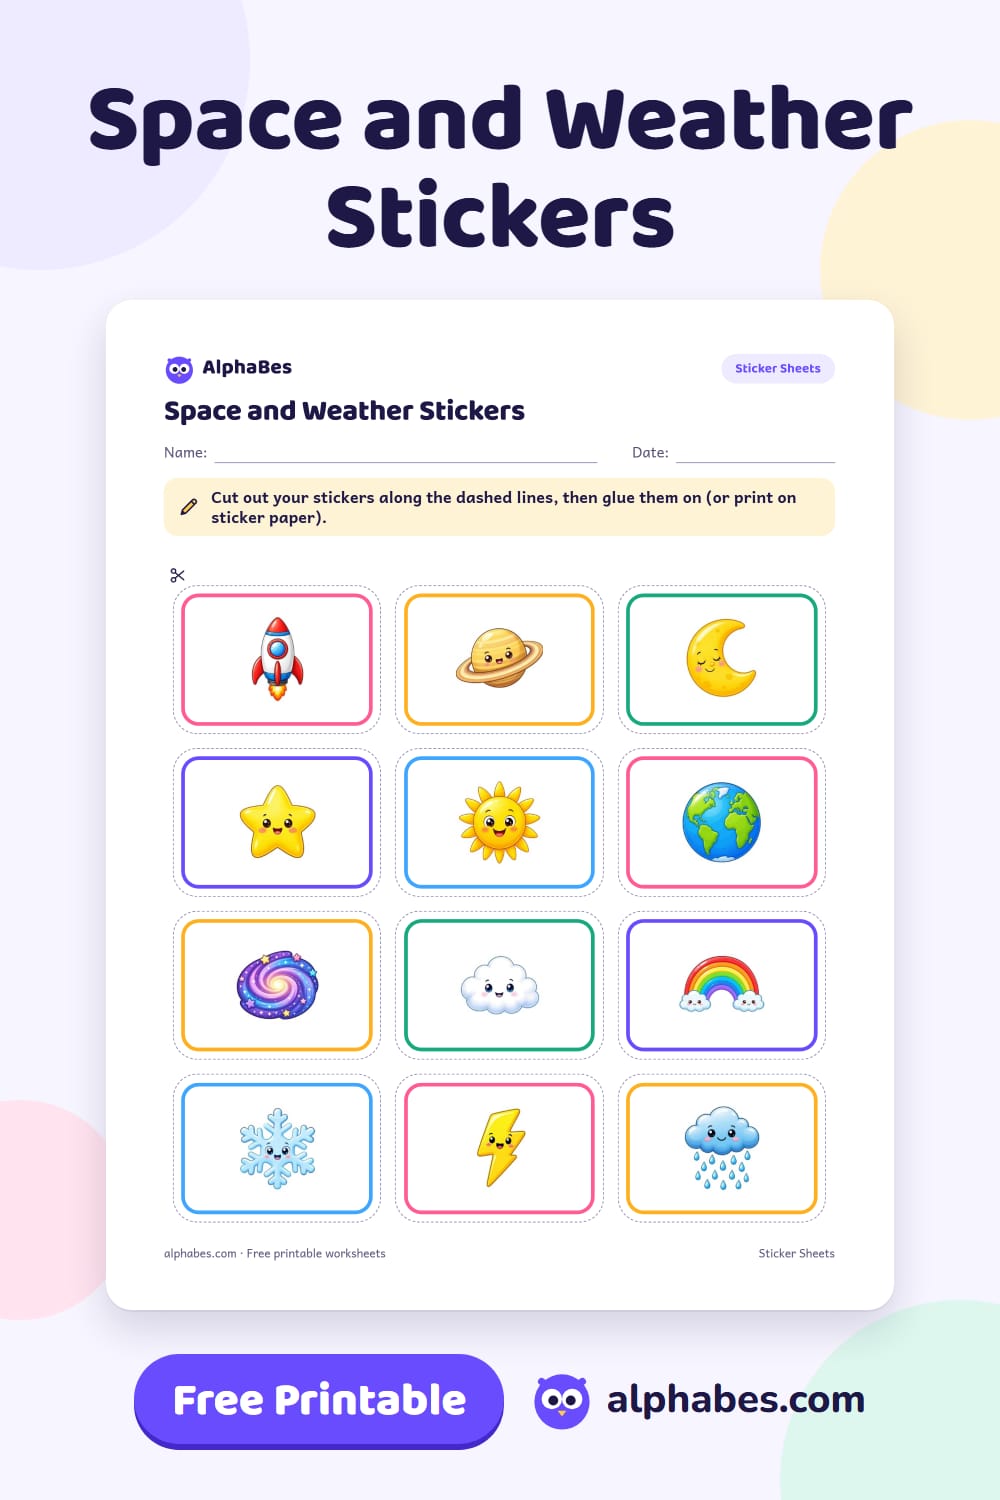 Space and Weather
Stickers
AlphaBes
Sticker Sheets
Space and Weather Stickers
Name:
Date:
Cut out your stickers along the dashed lines, then glue them on (or print on
sticker paper).
alphabes.com · Free printable worksheets
Sticker Sheets
Free Printable
alphabes.com